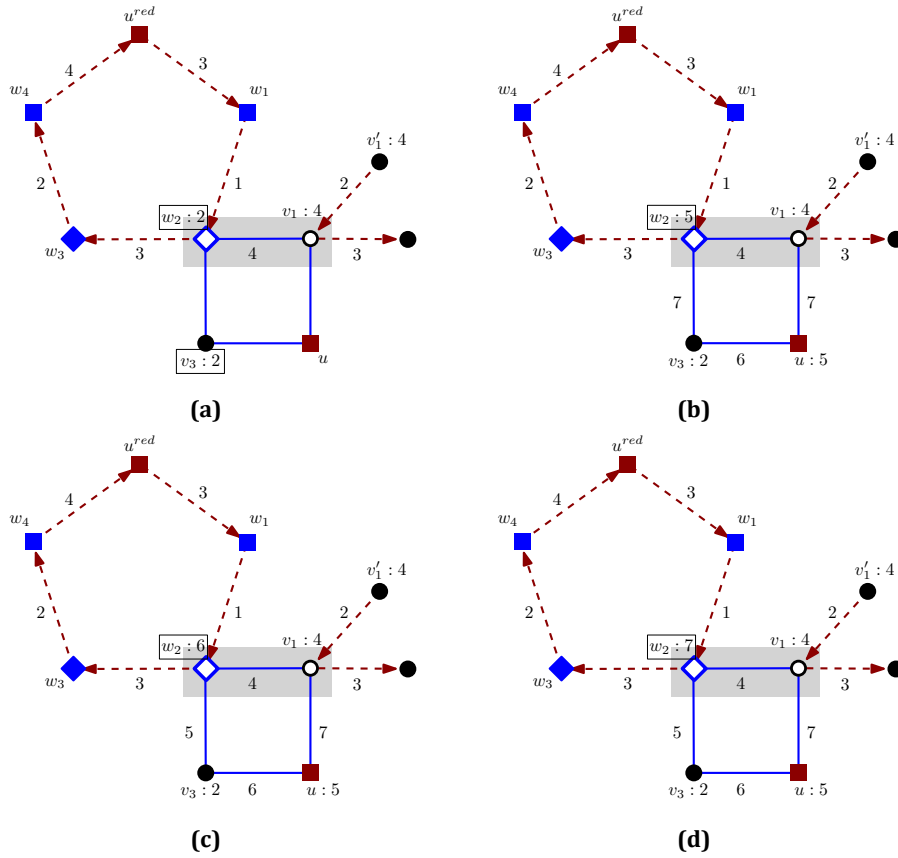 u^{red} u^{red}
4 3 4 3
w_4 w_1 w_4 w_1
v'_1 : 4 v'_1 : 4
2 1 2 2 1 2
w_2 : 2 v_1 : 4 w_2 : 5 v_1 : 4
w_3 3 4 3 w_3 3 4 3
7 7
v_3 : 2 u v_3 : 2 6 u : 5
(a) (b)
u^{red} u^{red}
4 3 4 3
w_4 w_1 w_4 w_1
v'_1 : 4 v'_1 : 4
2 1 2 2 1 2
w_2 : 6 v_1 : 4 w_2 : 7 v_1 : 4
w_3 3 4 3 w_3 3 4 3
5 7 5 7
v_3 : 2 6 u : 5 v_3 : 2 6 u : 5
(c) (d)